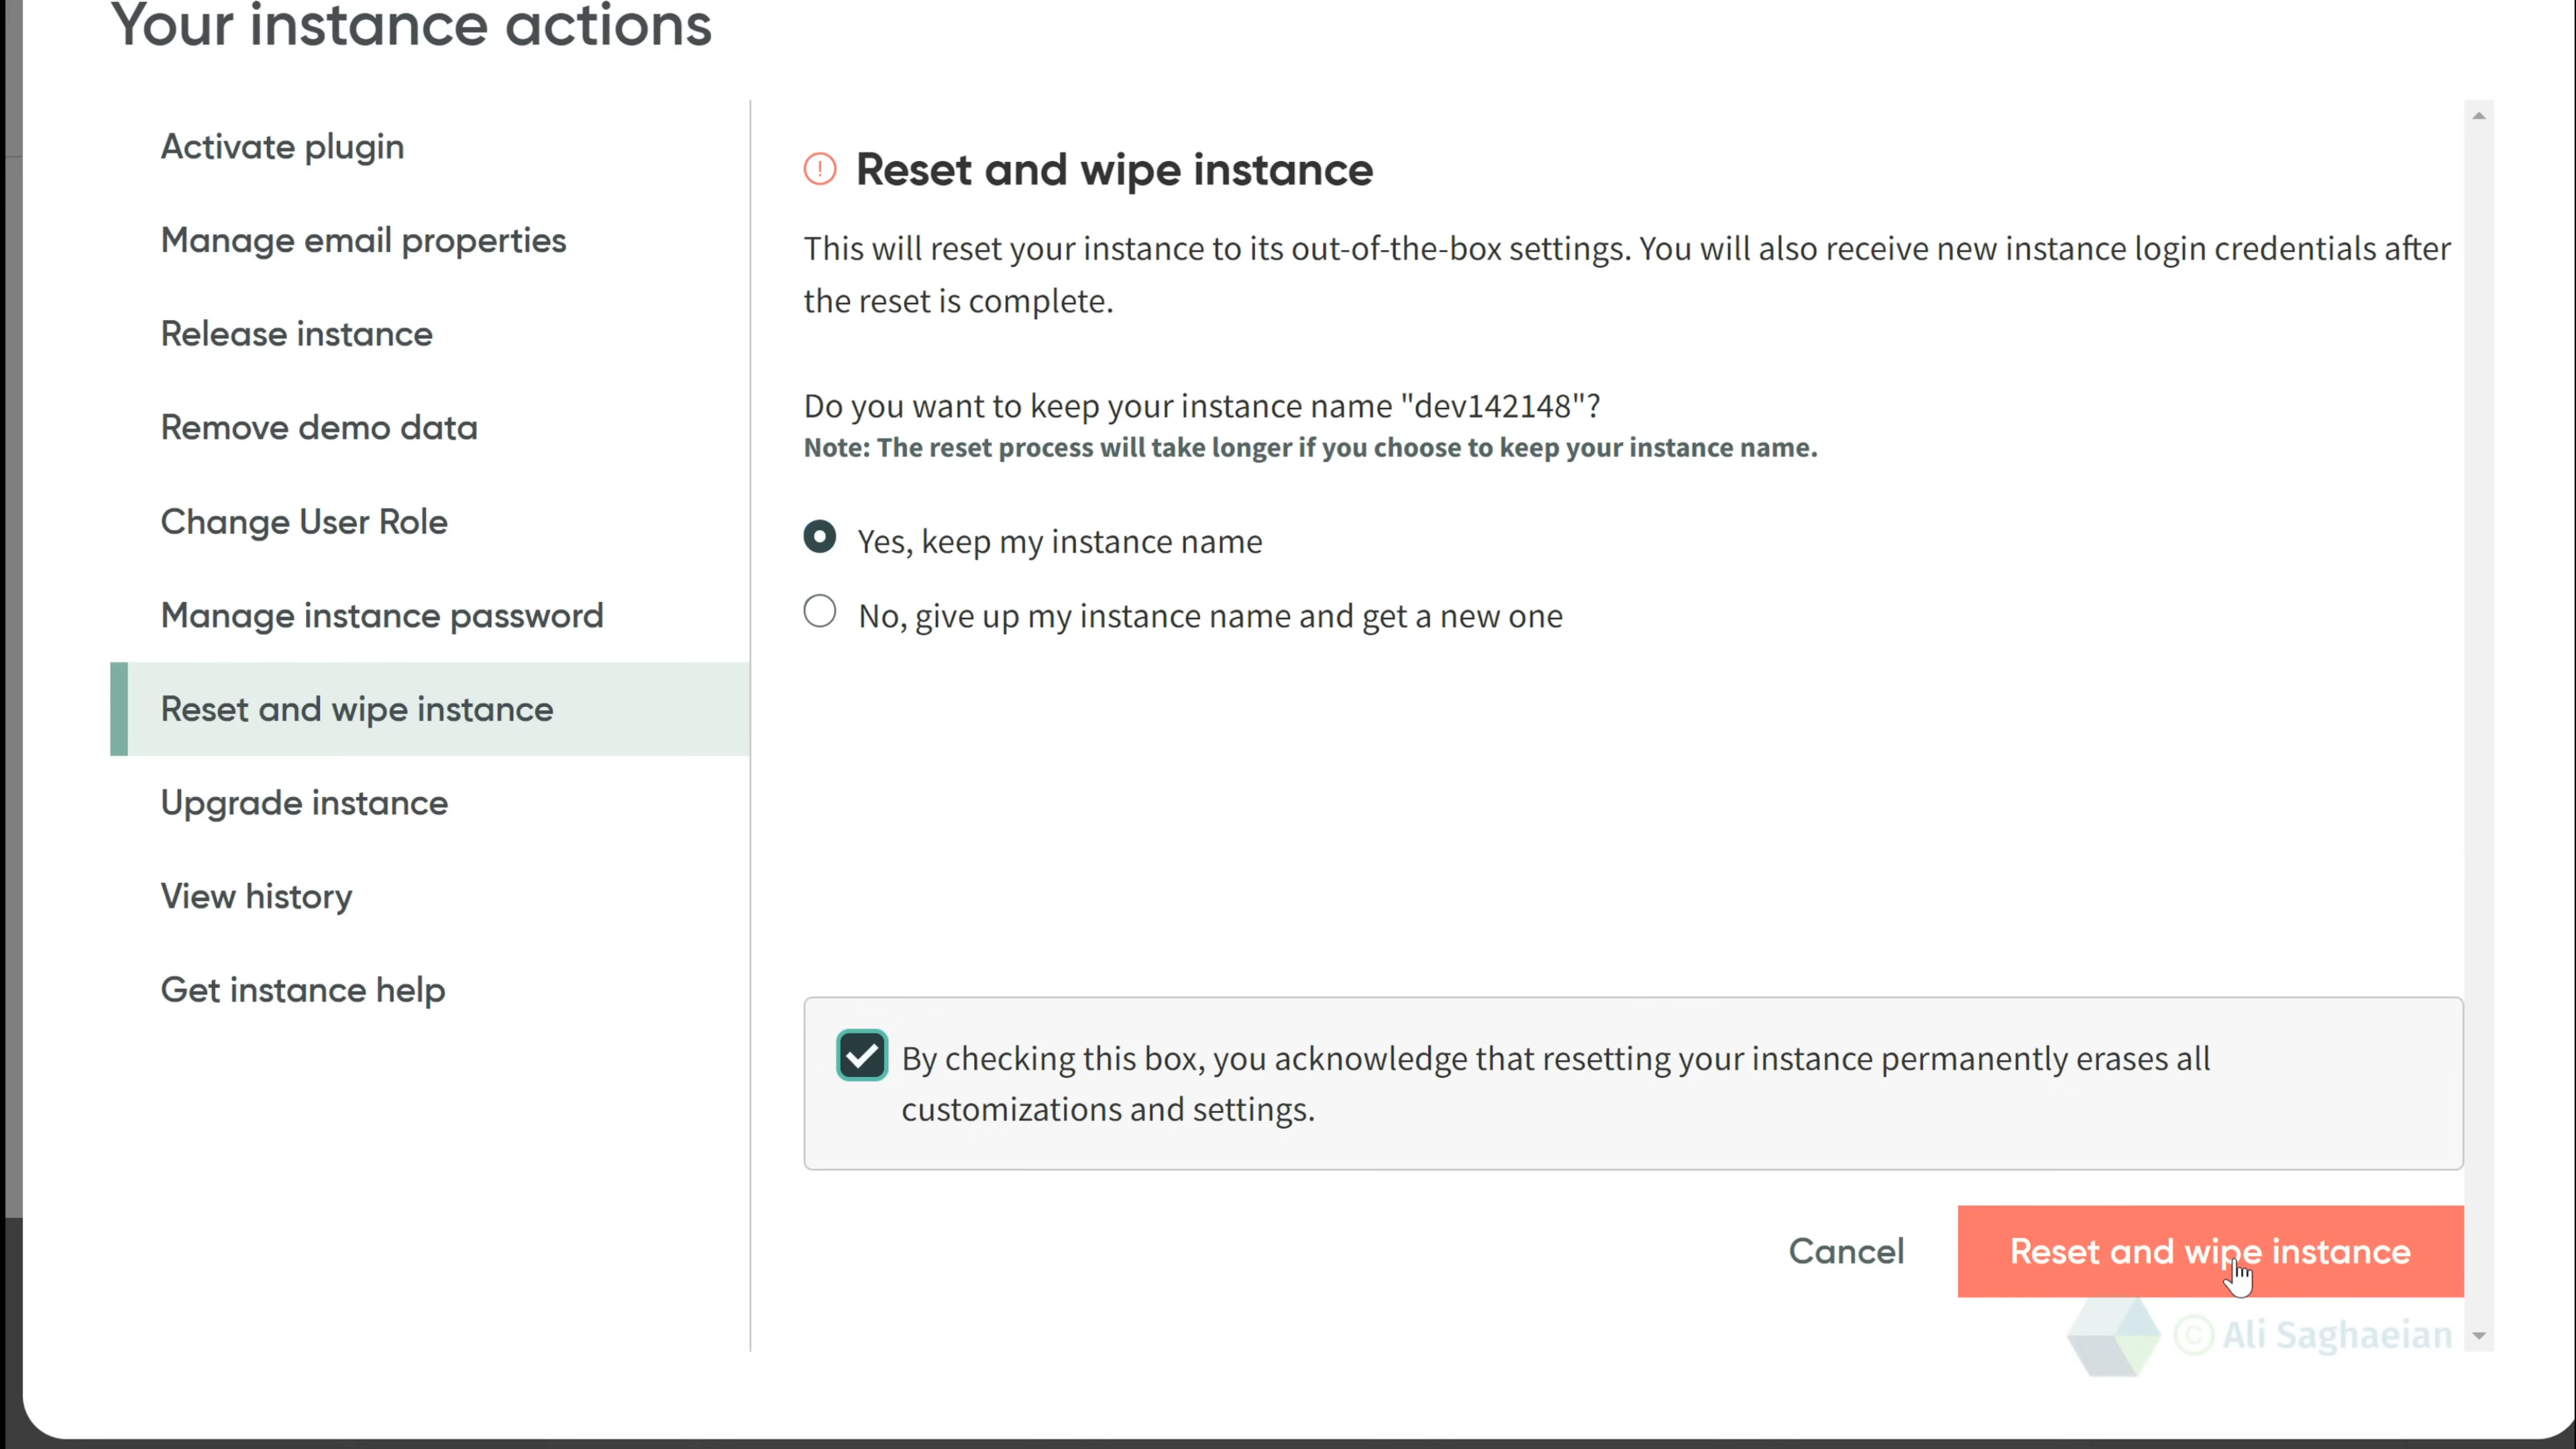 Your instance actions
Activate plugin
Manage email properties
Release instance
Remove demo data
Change User Role
Manage instance password
Reset and wipe instance
Upgrade instance
View history
Get instance help
Reset and wipe instance
This will reset your instance to its out-of-the-box settings. You will also receive new instance login credentials after
the reset is complete.
Do you want to keep your instance name "dev142148"?
Note: The reset process will take longer if you choose to keep your instance name.
Yes, keep my instance name
No, give up my instance name and get a new one
By checking this box, you acknowledge that resetting your instance permanently erases all
customizations and settings.
Cancel
Reset and wipe instance
© Ali Saghaeian